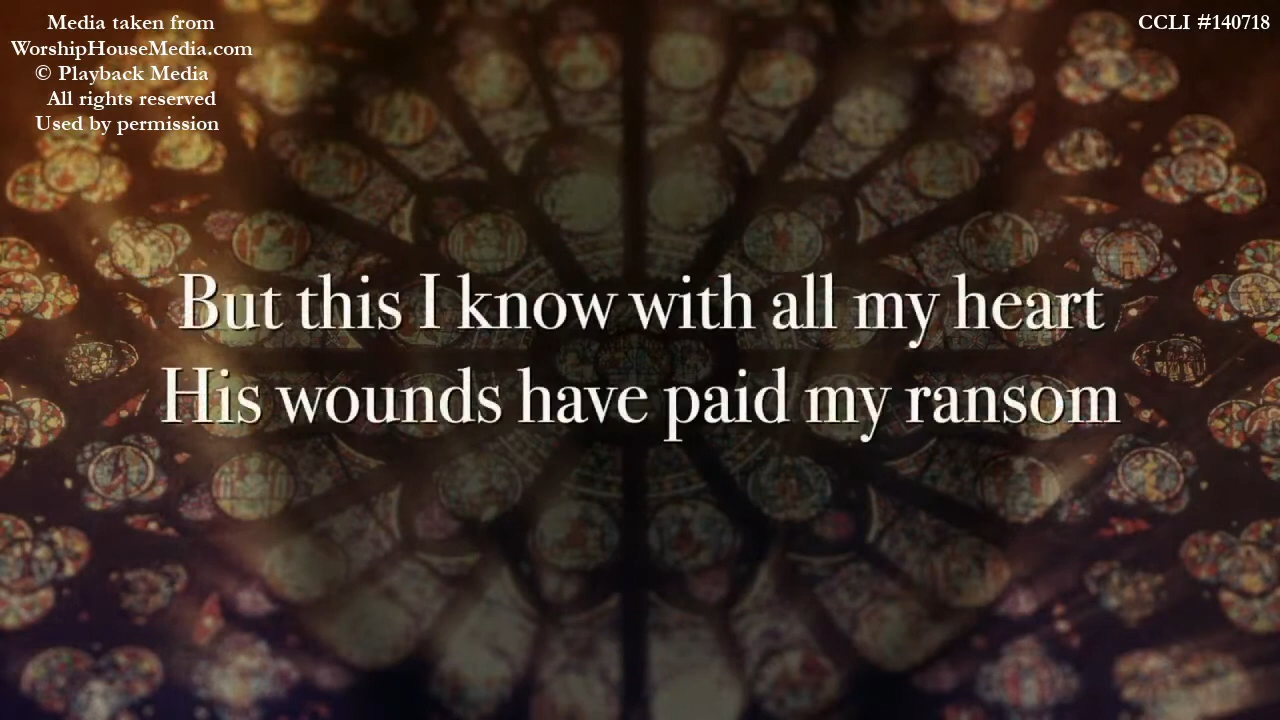 Media taken from
WorshipHouseMedia.com
© Playback Media
All rights reserved
Used by permission
CCLI #140718
But this I know with all my heart
His wounds have paid my ransom